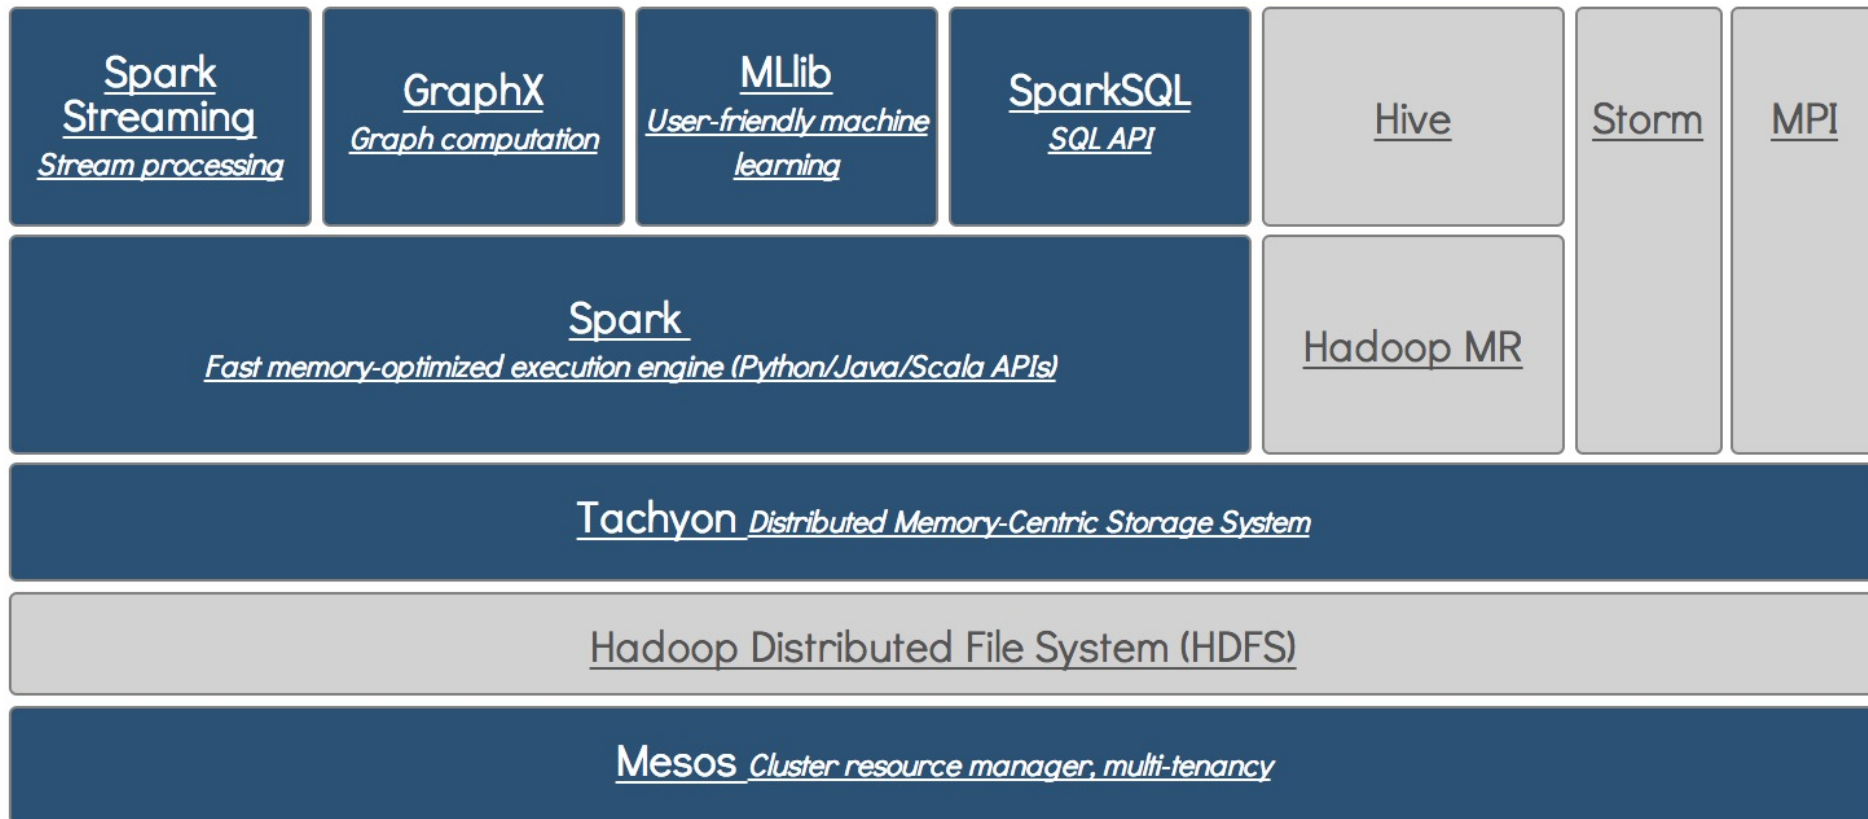 Spark
Streaming
Stream processing
GraphX
Graph computation
MLlib
User-friendly machine
learning
SparkSQL
SQL API
Hive
Storm
MPI
Spark
Fast memory-optimized execution engine (Python/Java/Scala APIs)
Hadoop MR
Tachyon Distributed Memory-Centric Storage System
Hadoop Distributed File System (HDFS)
Mesos Cluster resource manager, multi-tenancy